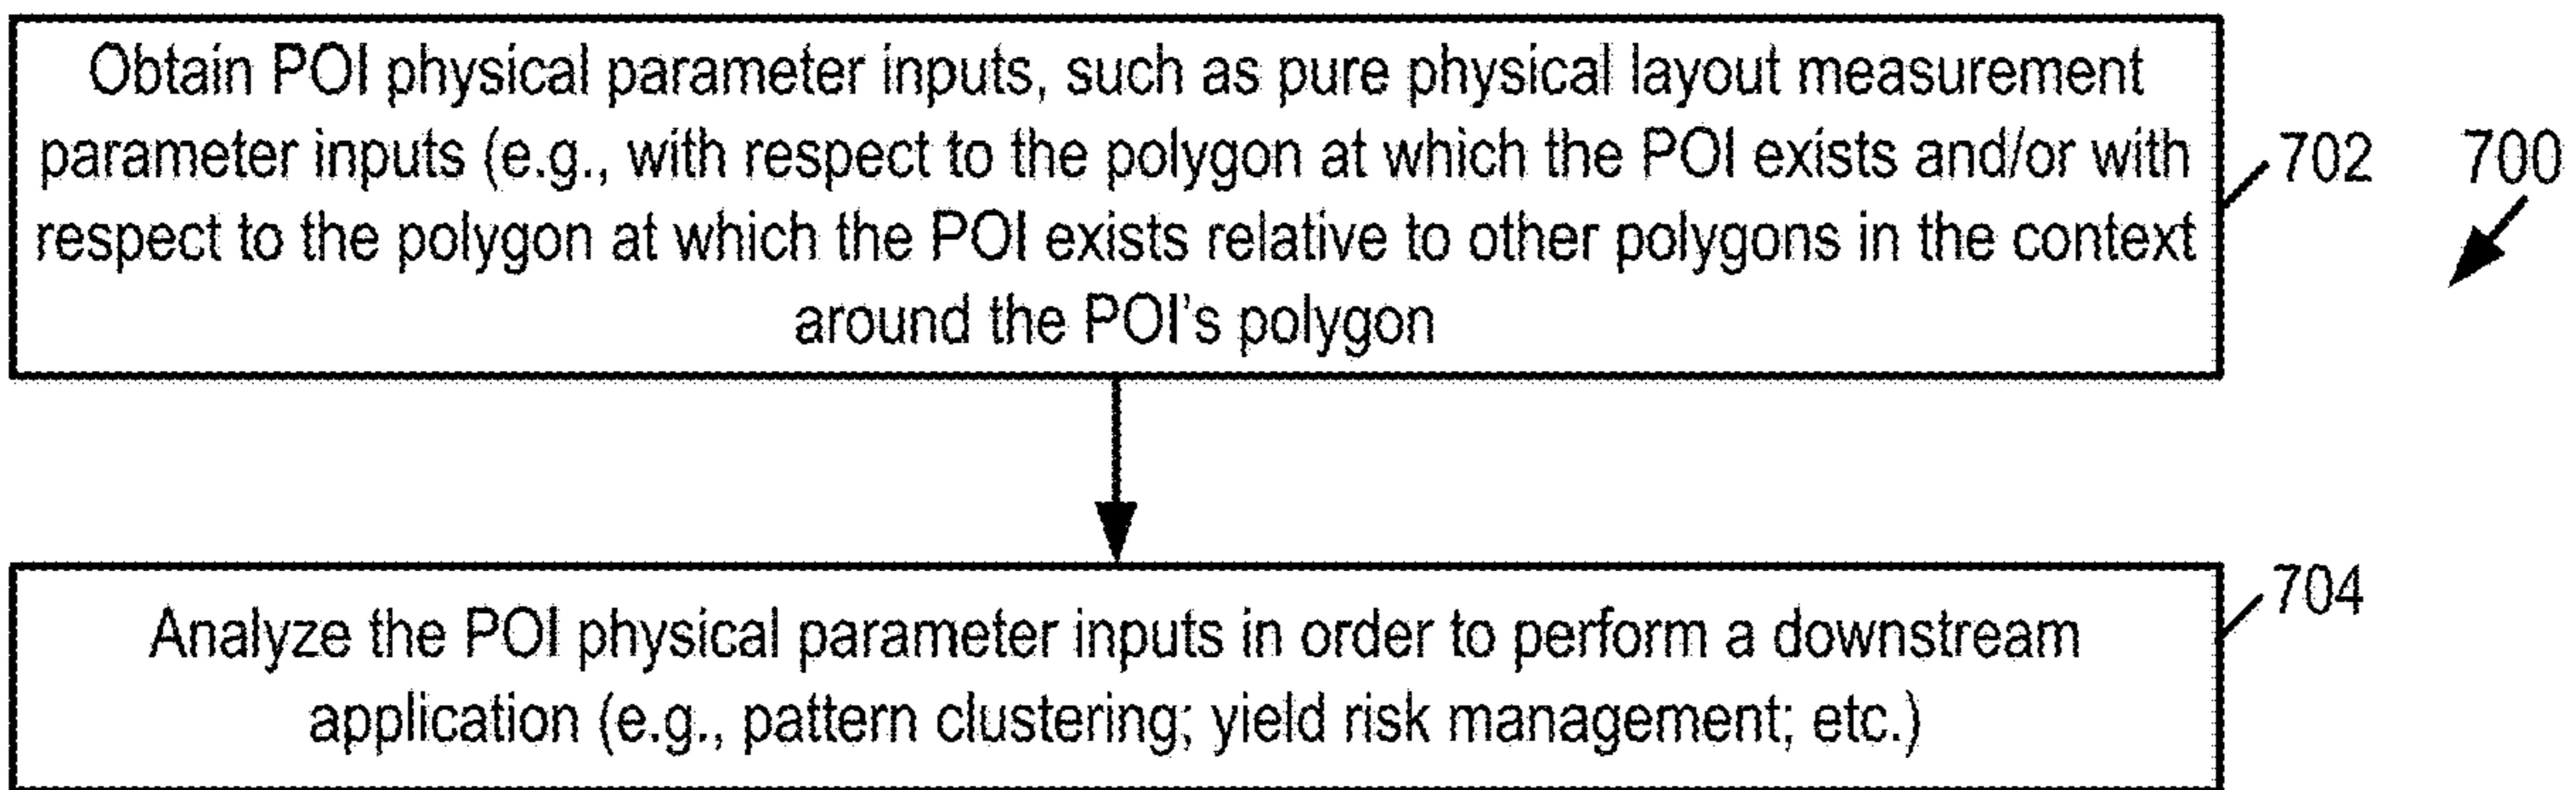 Obtain POI physical parameter inputs, such as pure physical layout measurement
parameter inputs (e.g., with respect to the polygon at which the POI exists and/or with
respect to the polygon at which the POI exists relative to other polygons in the context
around the POI's polygon
702
700
Analyze the POI physical parameter inputs in order to perform a downstream
application (e.g., pattern clustering; yield risk management; etc.)
704